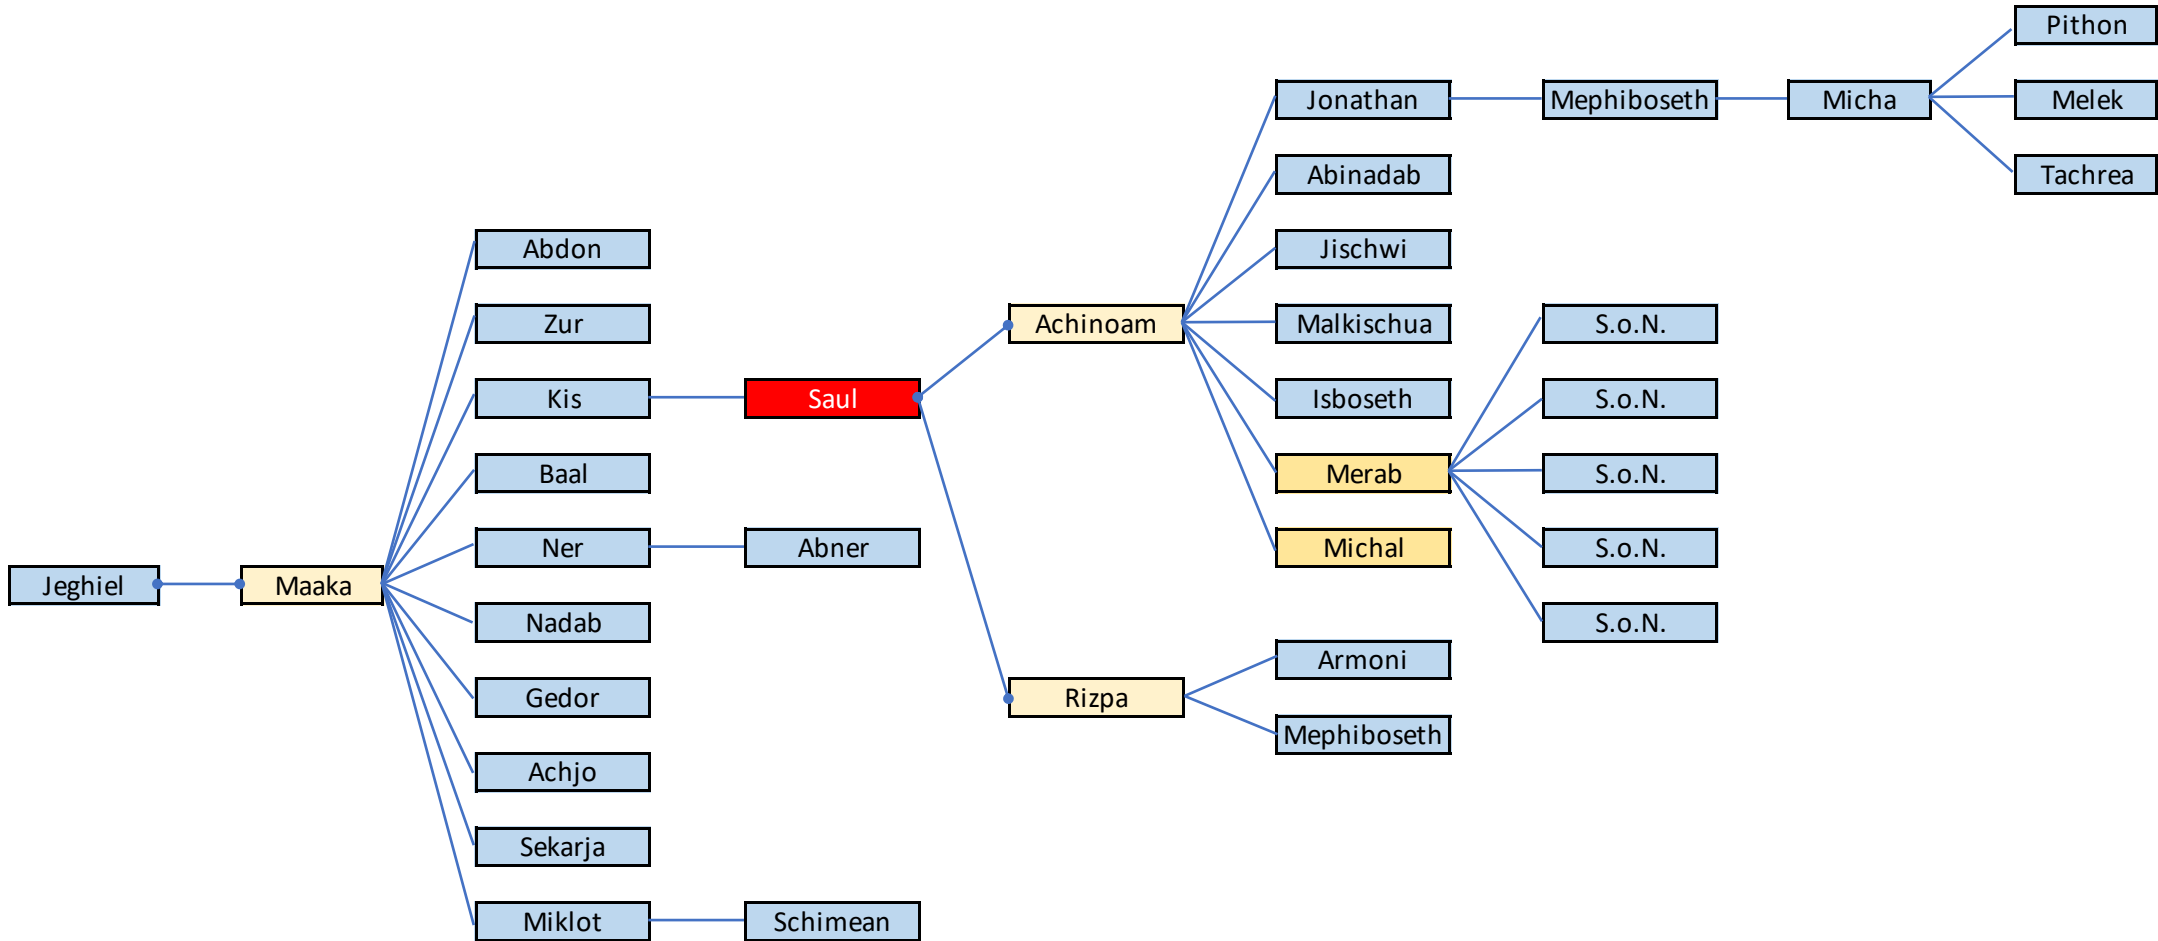 Pithon
Jonathan
Mephiboseth
Micha
Melek
Abinadab
Tachrea
Abdon
Jischwi
Zur
Achinoam
Malkischua
S.o.N.
Kis
Saul
Isboseth
S.o.N.
Baal
Merab
S.o.N.
Ner
Abner
Michal
S.o.N.
Jeghiel
Maaka
Nadab
S.o.N.
Armoni
Gedor
Rizpa
Mephiboseth
Achjo
Sekarja
Miklot
Schimean